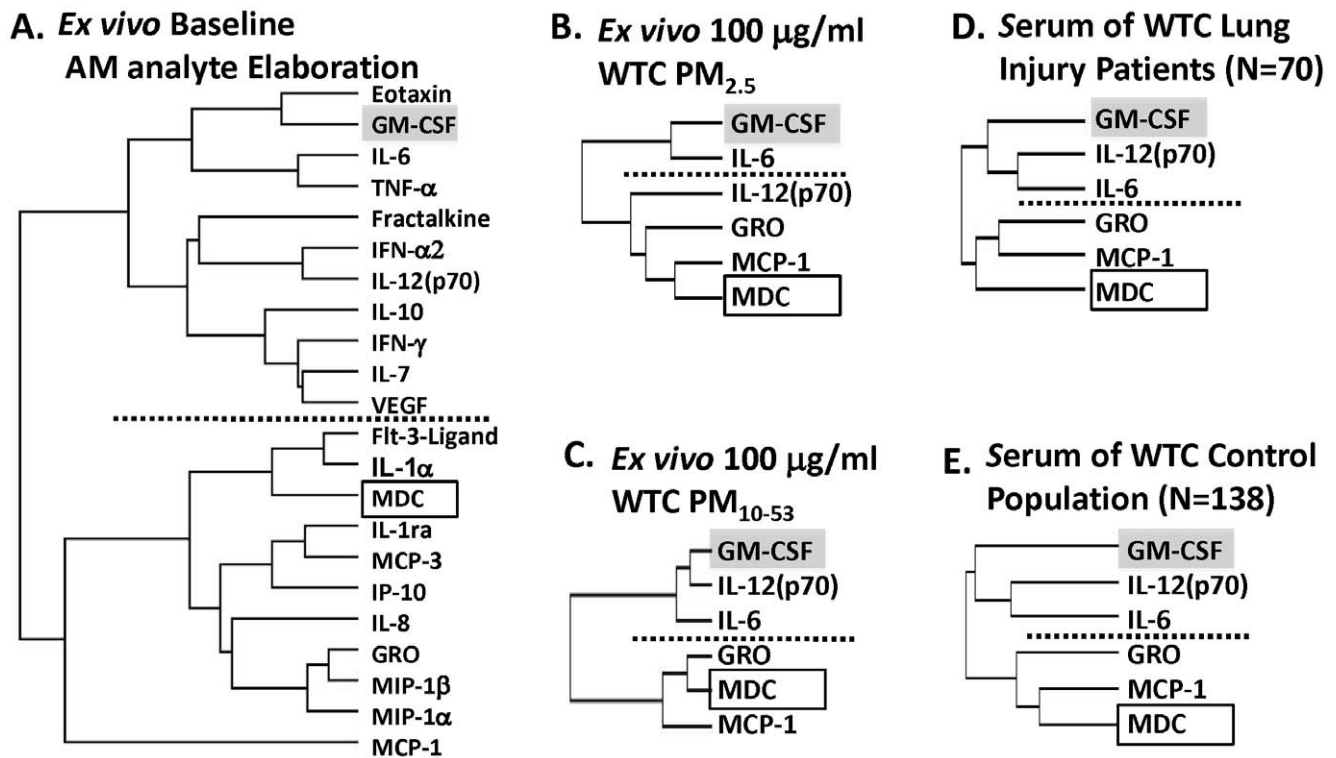 A. Ex vivo Baseline
AM analyte Elaboration
Eotaxin
GM-CSF
IL-6
TNF-α
Fractalkine
IFN-α2
IL-12(p70)
IL-10
IFN-γ
IL-7
VEGF
Flt-3-Ligand
IL-1α
MDC
IL-1ra
MCP-3
IP-10
IL-8
GRO
MIP-1β
MIP-1α
MCP-1
B. Ex vivo 100 μg/ml
WTC PM2.5
GM-CSF
IL-6
IL-12(p70)
GRO
MCP-1
MDC
C. Ex vivo 100 μg/ml
WTC PM10-53
GM-CSF
IL-12(p70)
IL-6
GRO
MDC
MCP-1
D. Serum of WTC Lung
Injury Patients (N=70)
GM-CSF
IL-12(p70)
IL-6
GRO
MCP-1
MDC
E. Serum of WTC Control
Population (N=138)
GM-CSF
IL-12(p70)
IL-6
GRO
MCP-1
MDC